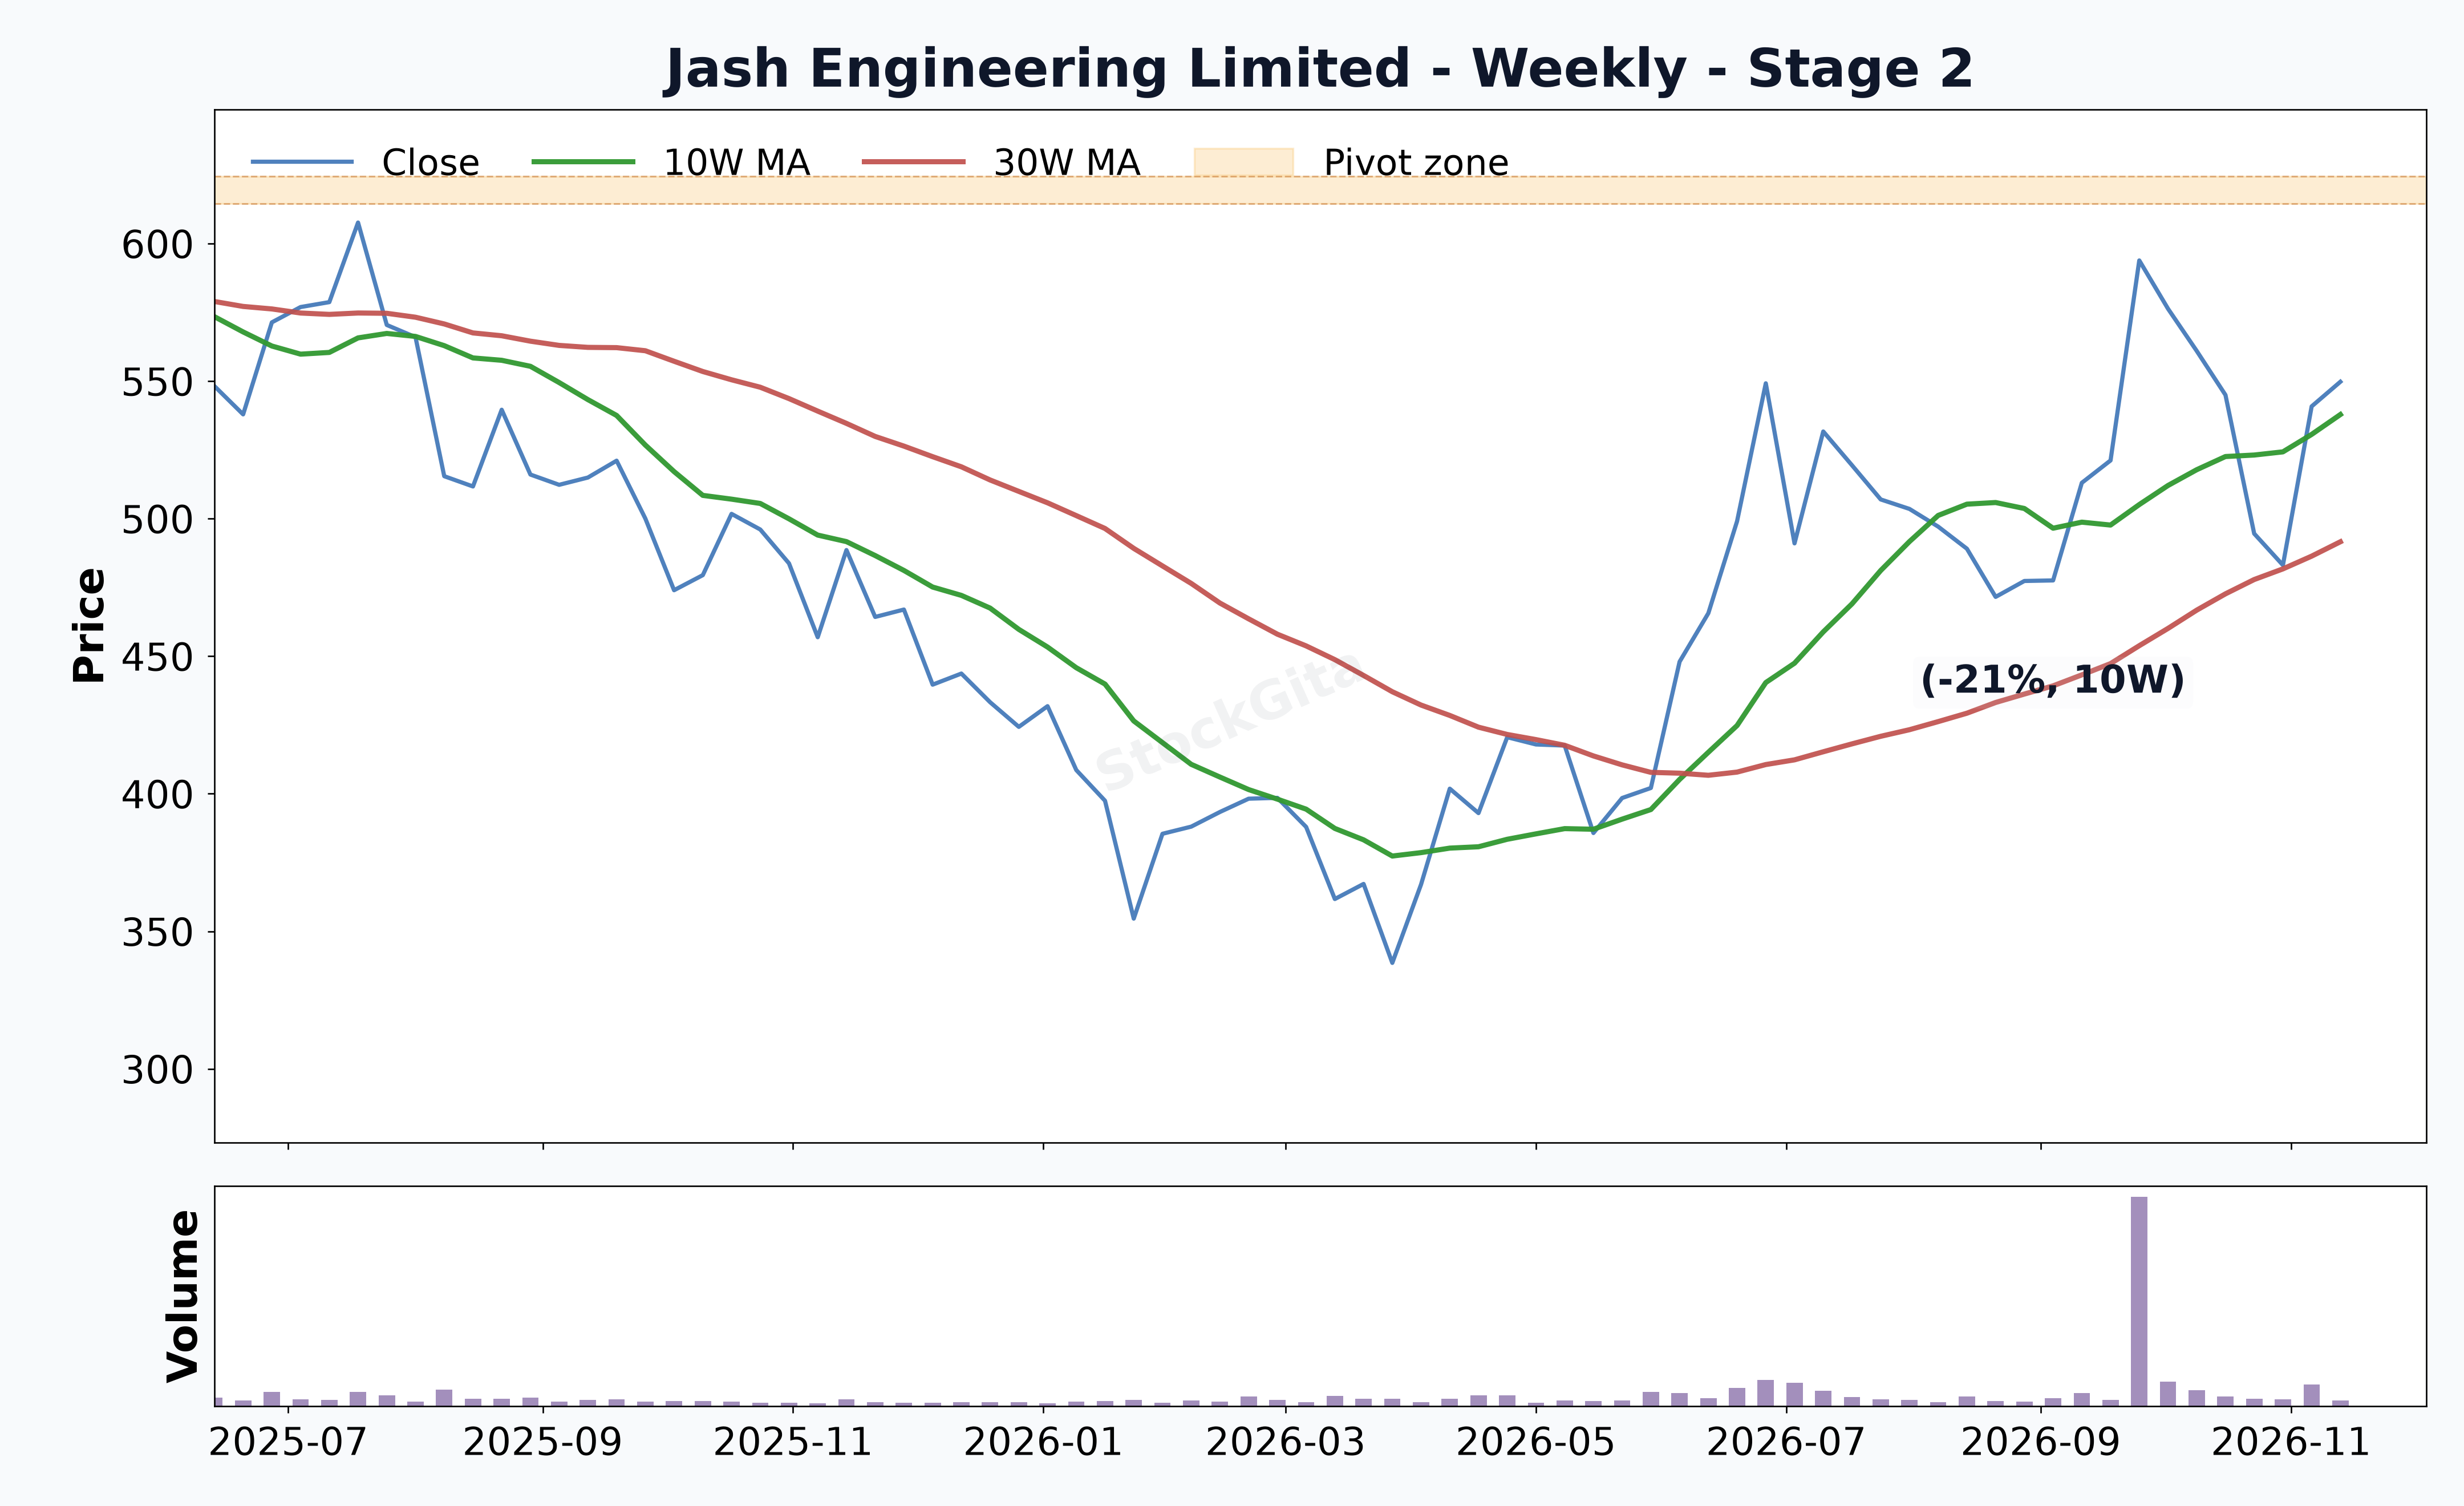 Jash Engineering Limited - Weekly - Stage 2
Close 10W MA 30W MA Pivot zone
600
550
500
450
400
350
300
Price
(-21%, 10W)
StockGita
Volume
2025-07 2025-09 2025-11 2026-01 2026-03 2026-05 2026-07 2026-09 2026-11